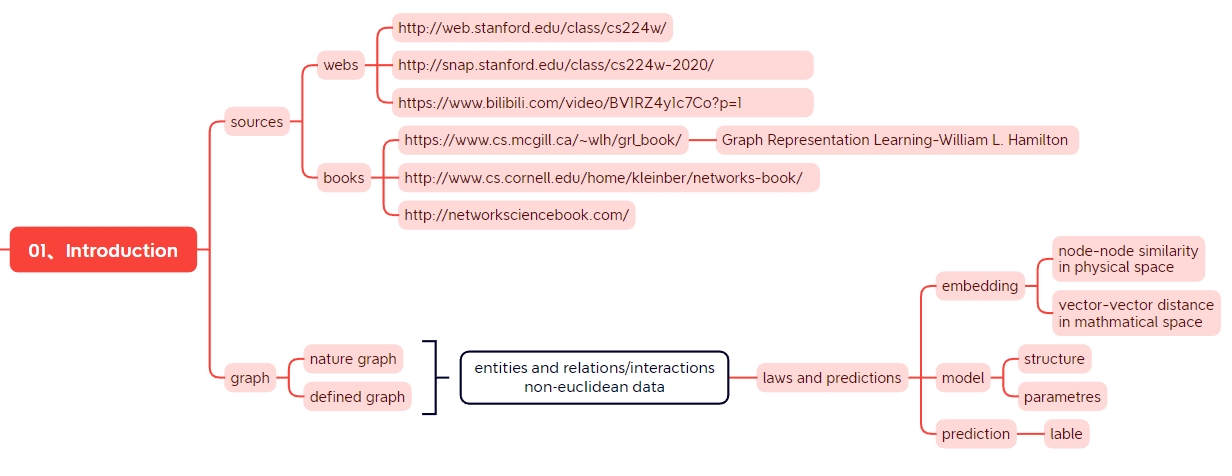 01、Introduction
sources
webs
http://web.stanford.edu/class/cs224w/
http://snap.stanford.edu/class/cs224w-2020/
https://www.bilibili.com/video/BV1RZ4y1c7Co?p=1
books
https://www.cs.mcgill.ca/~wlh/grl_book/
Graph Representation Learning-William L. Hamilton
http://www.cs.cornell.edu/home/kleinber/networks-book/
http://networksciencebook.com/
graph
nature graph
defined graph
entities and relations/interactions
non-euclidean data
laws and predictions
embedding
node-node similarity
in physical space
vector-vector distance
in mathmatical space
model
structure
parametres
prediction
lable